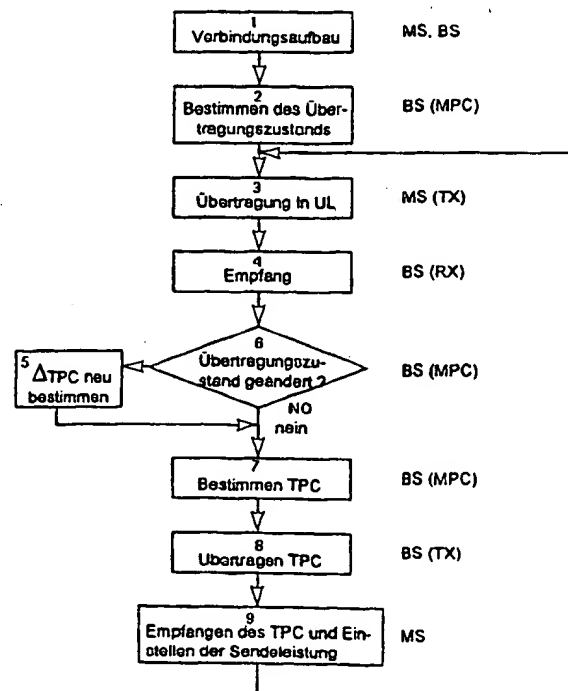 1
Verbindungsaufbau
MS, BS
2
Bestimmen des Über-
tragungszustands
BS (MPC)
3
Übertragung in UL
MS (TX)
4
Empfang
BS (RX)
6
Übertragungszu-
stand geändert ?
BS (MPC)
5
ΔTPC neu
bestimmen
NO
nein
7
Bestimmen TPC
BS (MPC)
8
Ubertragen TPC
BS (TX)
9
Empfangen des TPC und Ein-
stellen der Sendeleistung
MS